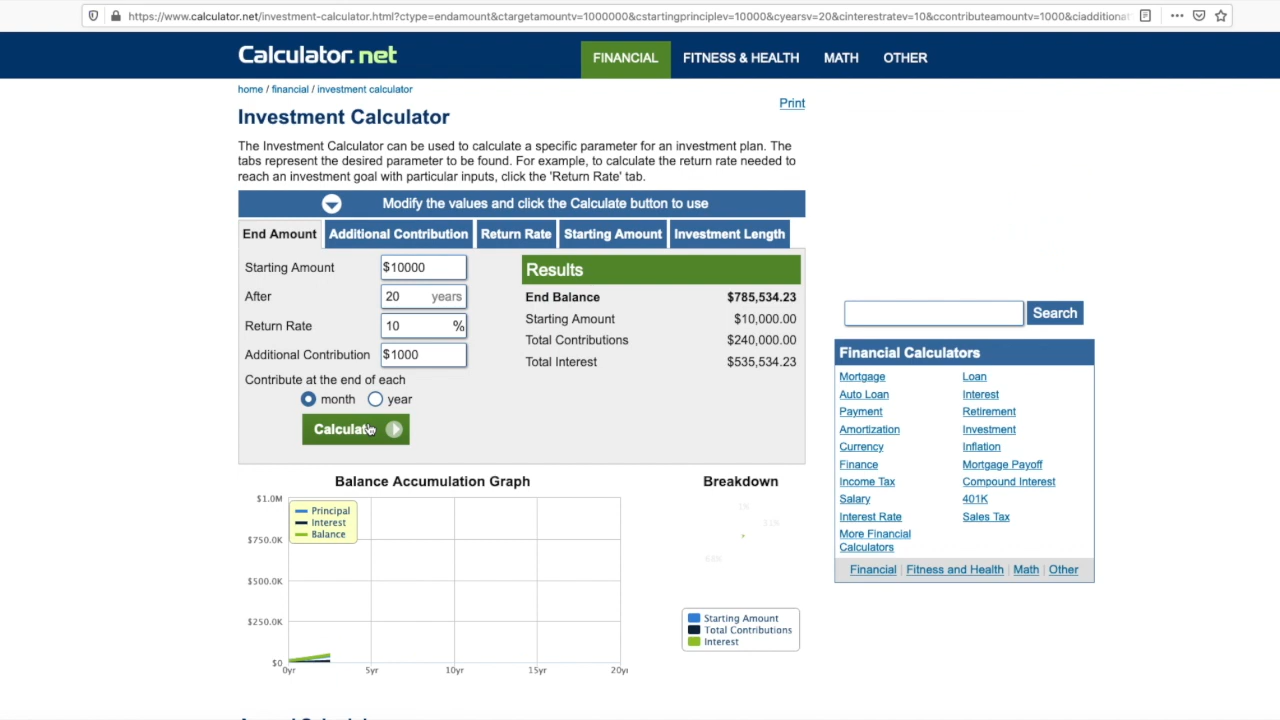 https://www.calculator.net/investment-calculator.html?ctype=endamount&ctargetamountv=1000000&cstartingprinciplev=10000&cyearsv=20&cinterestratev=10&ccontributeamountv=1000&ciadditionat
Calculator.net
FINANCIAL FITNESS & HEALTH MATH OTHER
home / financial / investment calculator
Print
Investment Calculator
The Investment Calculator can be used to calculate a specific parameter for an investment plan. The
tabs represent the desired parameter to be found. For example, to calculate the return rate needed to
reach an investment goal with particular inputs, click the 'Return Rate' tab.
Modify the values and click the Calculate button to use
End Amount Additional Contribution Return Rate Starting Amount Investment Length
Starting Amount $10000
After 20 years
Return Rate 10 %
Additional Contribution $1000
Contribute at the end of each
month year
Calculate
Results
End Balance $785,534.23
Starting Amount $10,000.00
Total Contributions $240,000.00
Total Interest $535,534.23
Search
Financial Calculators
Mortgage Loan
Auto Loan Interest
Payment Retirement
Amortization Investment
Currency Inflation
Finance Mortgage Payoff
Income Tax Compound Interest
Salary 401K
Interest Rate Sales Tax
More Financial
Calculators
Financial | Fitness and Health | Math | Other
Balance Accumulation Graph
$1.0M
$750.0K
$500.0K
$250.0K
$0
Principal
Interest
Balance
0yr 5yr 10yr 15yr 20yr
Breakdown
1%
68%
Starting Amount
Total Contributions
Interest